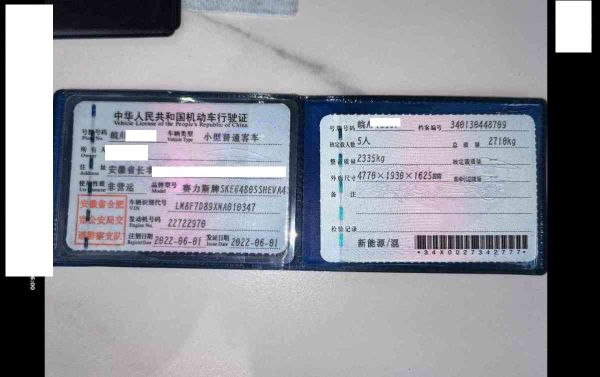 中华人民共和国机动车行驶证
Vehicle License of the People's Republic of China
号牌号码 皖A 车辆类型 小型普通客车
Plate No. Vehicle Type
所有人
Owner
住址 安徽省长丰
Address
使用性质 非营运 品牌型号 赛力斯牌SKE6480SSHEVA4
Use Character Model
安徽省合肥
市公安局交
通警察支队
车辆识别代号 LM8F7D89XNA010347
VIN
发动机号码 22722970
Engine No.
注册日期 2022-06-01 发证日期 2022-06-01
Register Date Issue Date
号牌号码 皖A 档案编号 340130448709
核定载人数 5人 总质量 2710kg
整备质量 2335kg 核定载质量
外廓尺寸 4770×1930×1625mm 准牵引总质量
备注
检验记录
新能源/混
*34X0027342777*